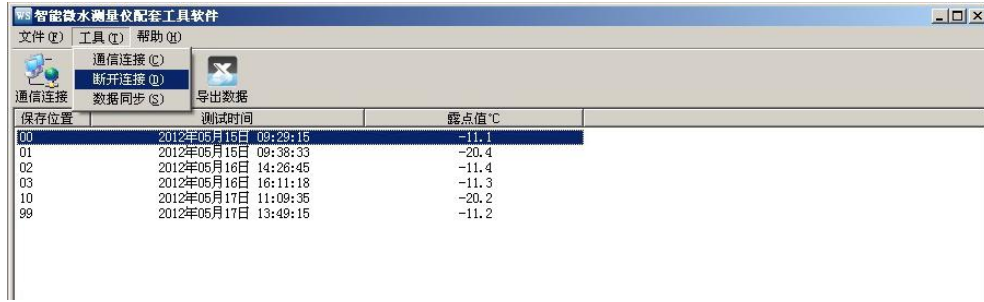 WS 智能微水测量仪配套工具软件
文件(F) 工具(T) 帮助(H)
通信连接(C)
断开连接(D)
数据同步(S)
通信连接 导出数据
保存位置 测试时间 露点值℃
00 2012年05月15日 09:29:15 -11.1
01 2012年05月15日 09:38:33 -20.4
02 2012年05月16日 14:26:45 -11.4
03 2012年05月16日 16:11:18 -11.3
10 2012年05月17日 11:09:35 -20.2
99 2012年05月17日 13:49:15 -11.2